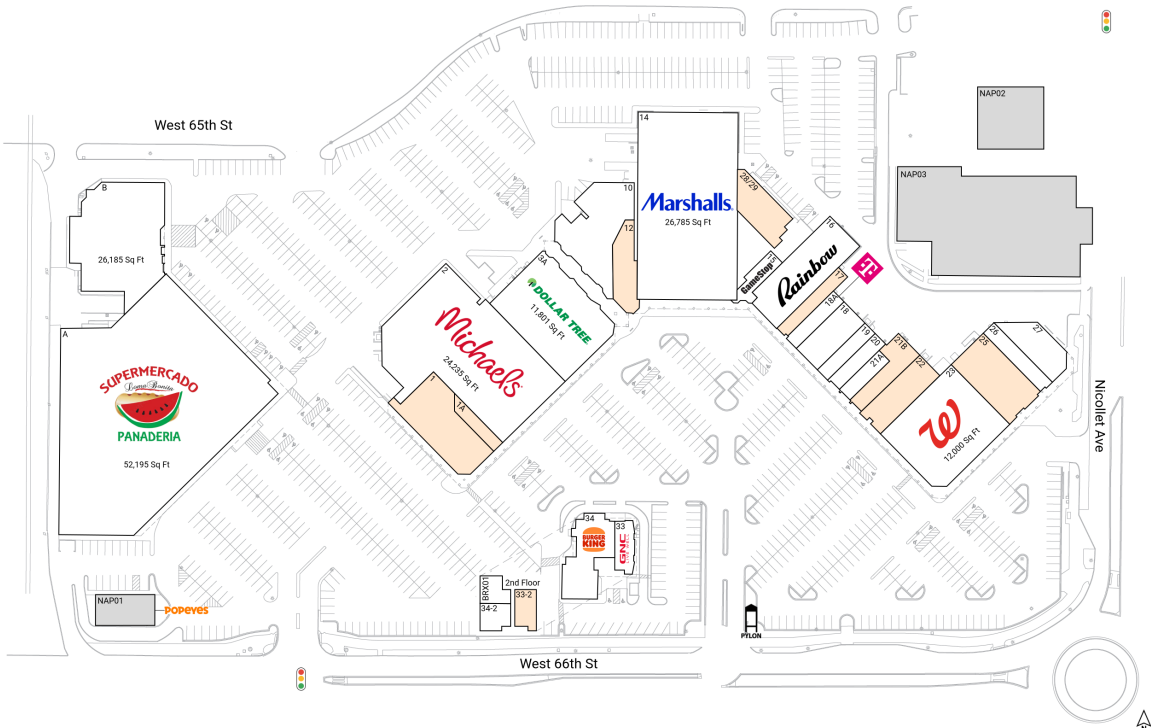 West 65th St
NAP02
NAP03
B
26,185 Sq Ft
A
SUPERMERCADO
Loma Bonita
PANADERIA
52,195 Sq Ft
NAP01
POPEYES
2
Michaels
24,235 Sq Ft
1
1A
3A
DOLLAR TREE
11,801 Sq Ft
10
12
14
Marshalls.
26,785 Sq Ft
28/29
15
GameStop
16
Rainbow
T
17
18A
18
19
20
21A
21B
22
23
W
12,000 Sq Ft
25
26
27
Nicollet Ave
34
BURGER
KING
33
GNC
BRX01
34-2
2nd Floor
33-2
PYLON
West 66th St
N